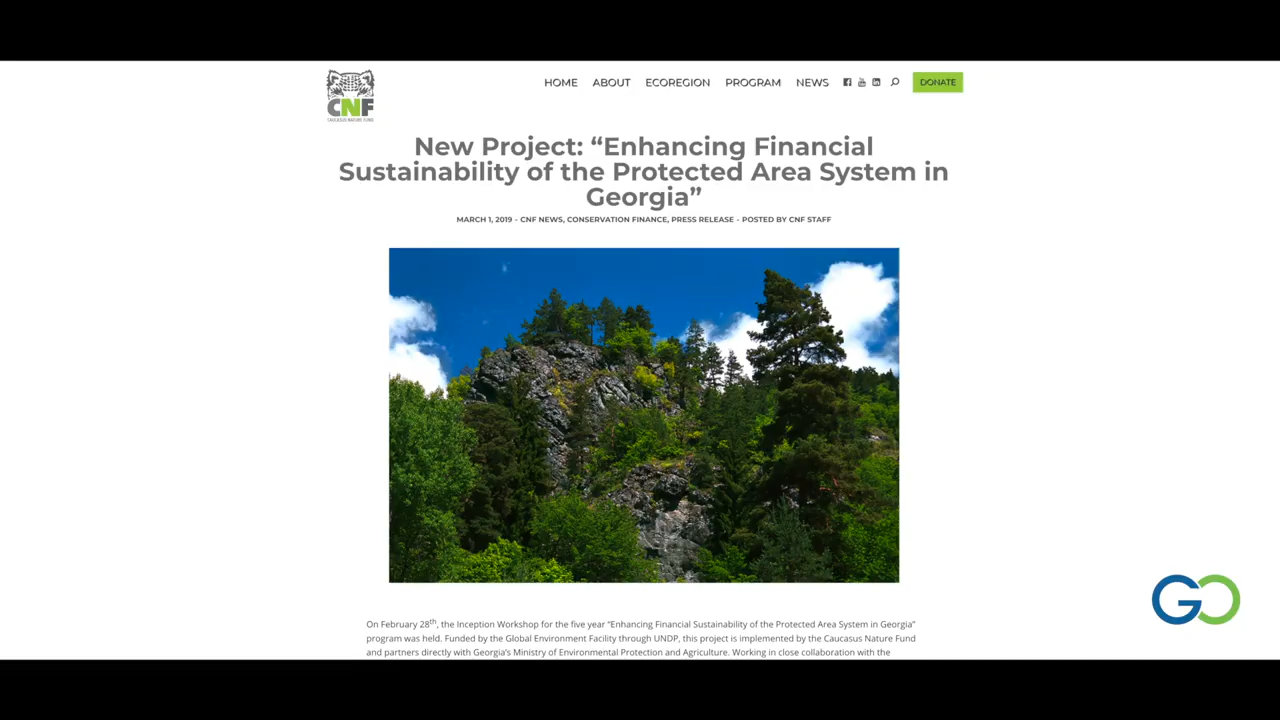 CNF
CAUCASUS NATURE FUND
HOME ABOUT ECOREGION PROGRAM NEWS DONATE
New Project: “Enhancing Financial
Sustainability of the Protected Area System in
Georgia”
MARCH 1, 2019 - CNF NEWS, CONSERVATION FINANCE, PRESS RELEASE - POSTED BY CNF STAFF
On February 28th, the Inception Workshop for the five year “Enhancing Financial Sustainability of the Protected Area System in Georgia”
program was held. Funded by the Global Environment Facility through UNDP, this project is implemented by the Caucasus Nature Fund
and partners directly with Georgia’s Ministry of Environmental Protection and Agriculture. Working in close collaboration with the
GO